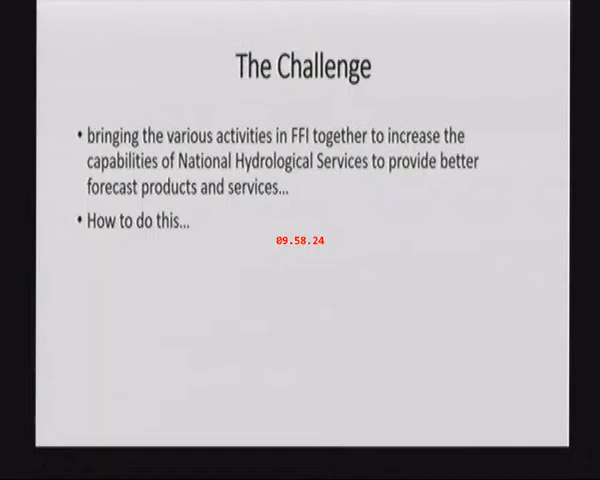 The Challenge
• bringing the various activities in FFI together to increase the
capabilities of National Hydrological Services to provide better
forecast products and services...
• How to do this...
09.58.24